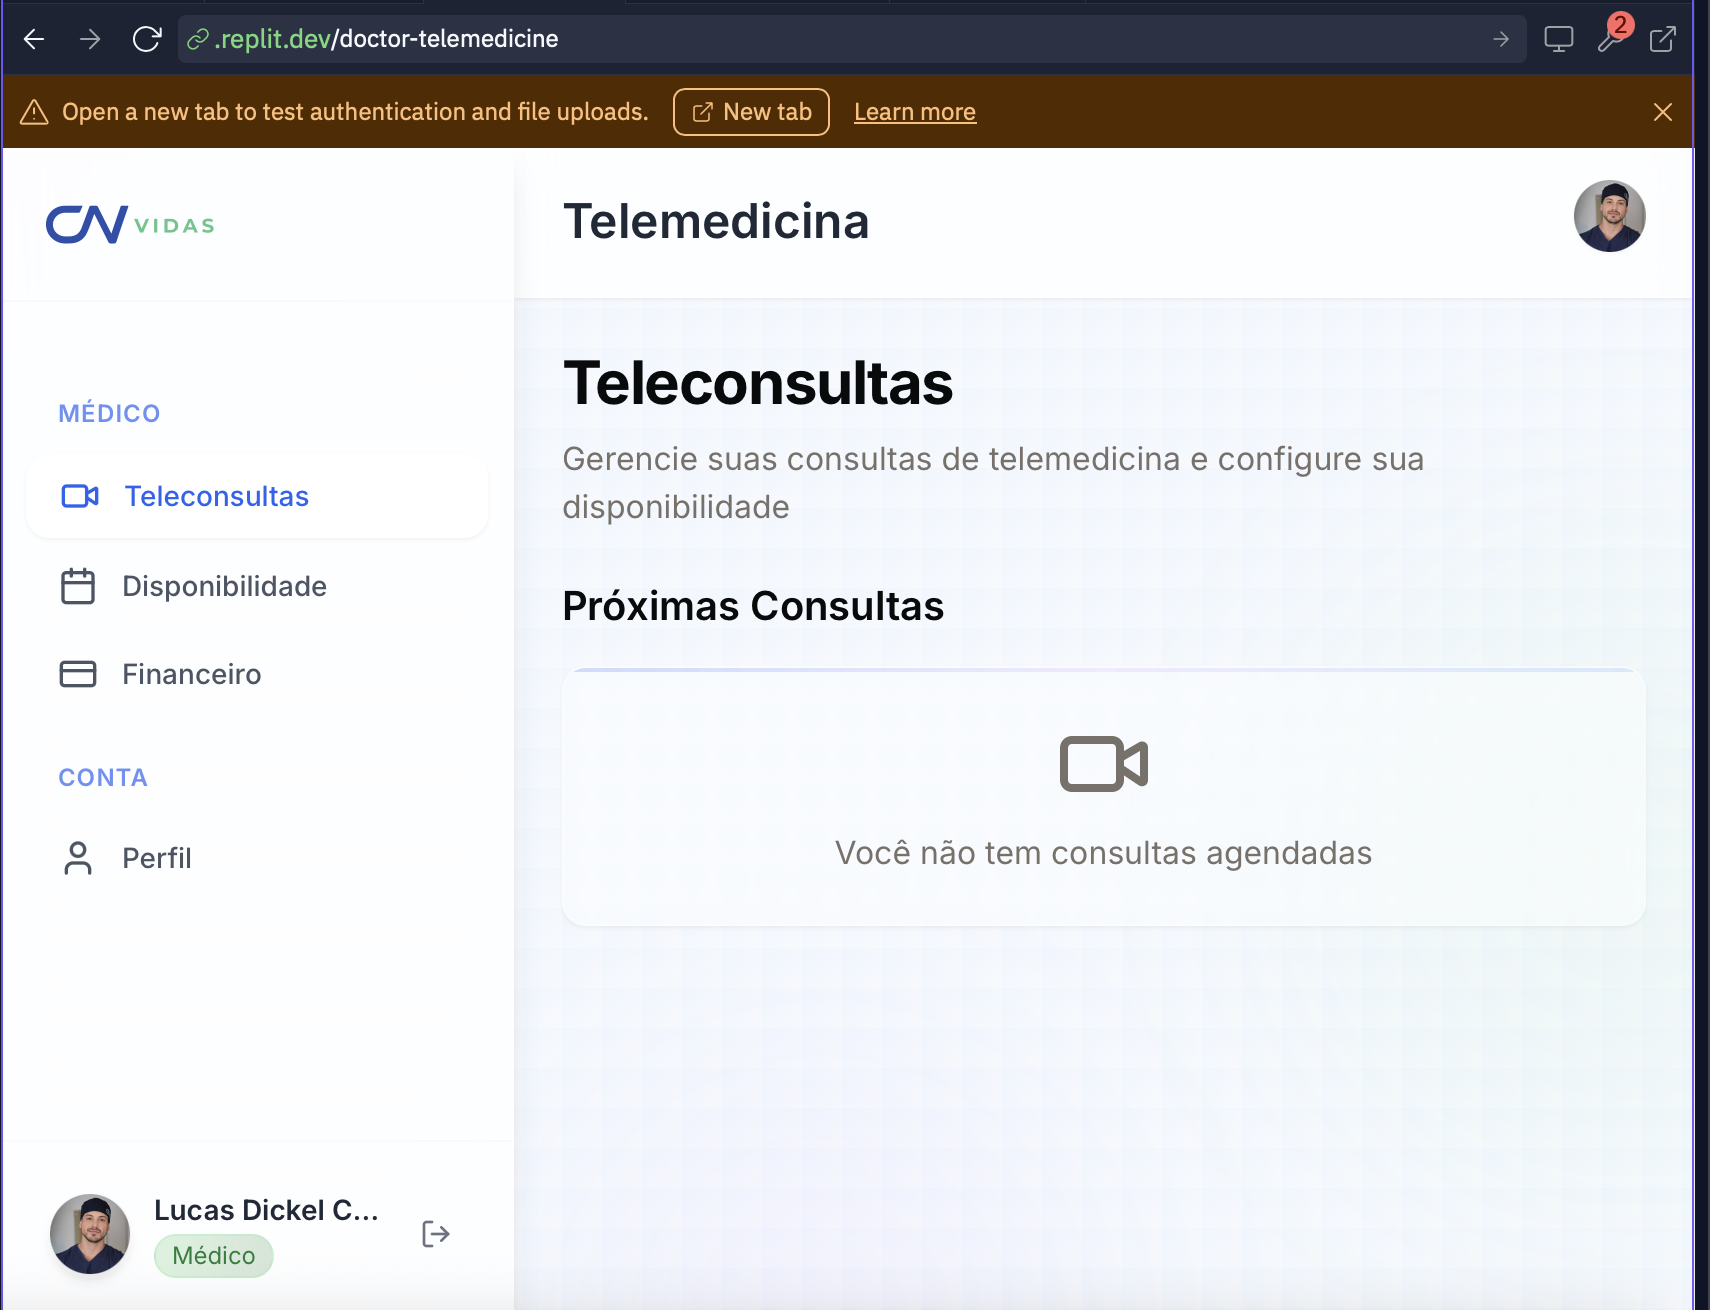 .replit.dev/doctor-telemedicine
2
Open a new tab to test authentication and file uploads.
New tab
Learn more
CN VIDAS
Telemedicina
MÉDICO
Teleconsultas
Disponibilidade
Financeiro
CONTA
Perfil
Lucas Dickel C...
Médico
Teleconsultas
Gerencie suas consultas de telemedicina e configure sua
disponibilidade
Próximas Consultas
Você não tem consultas agendadas